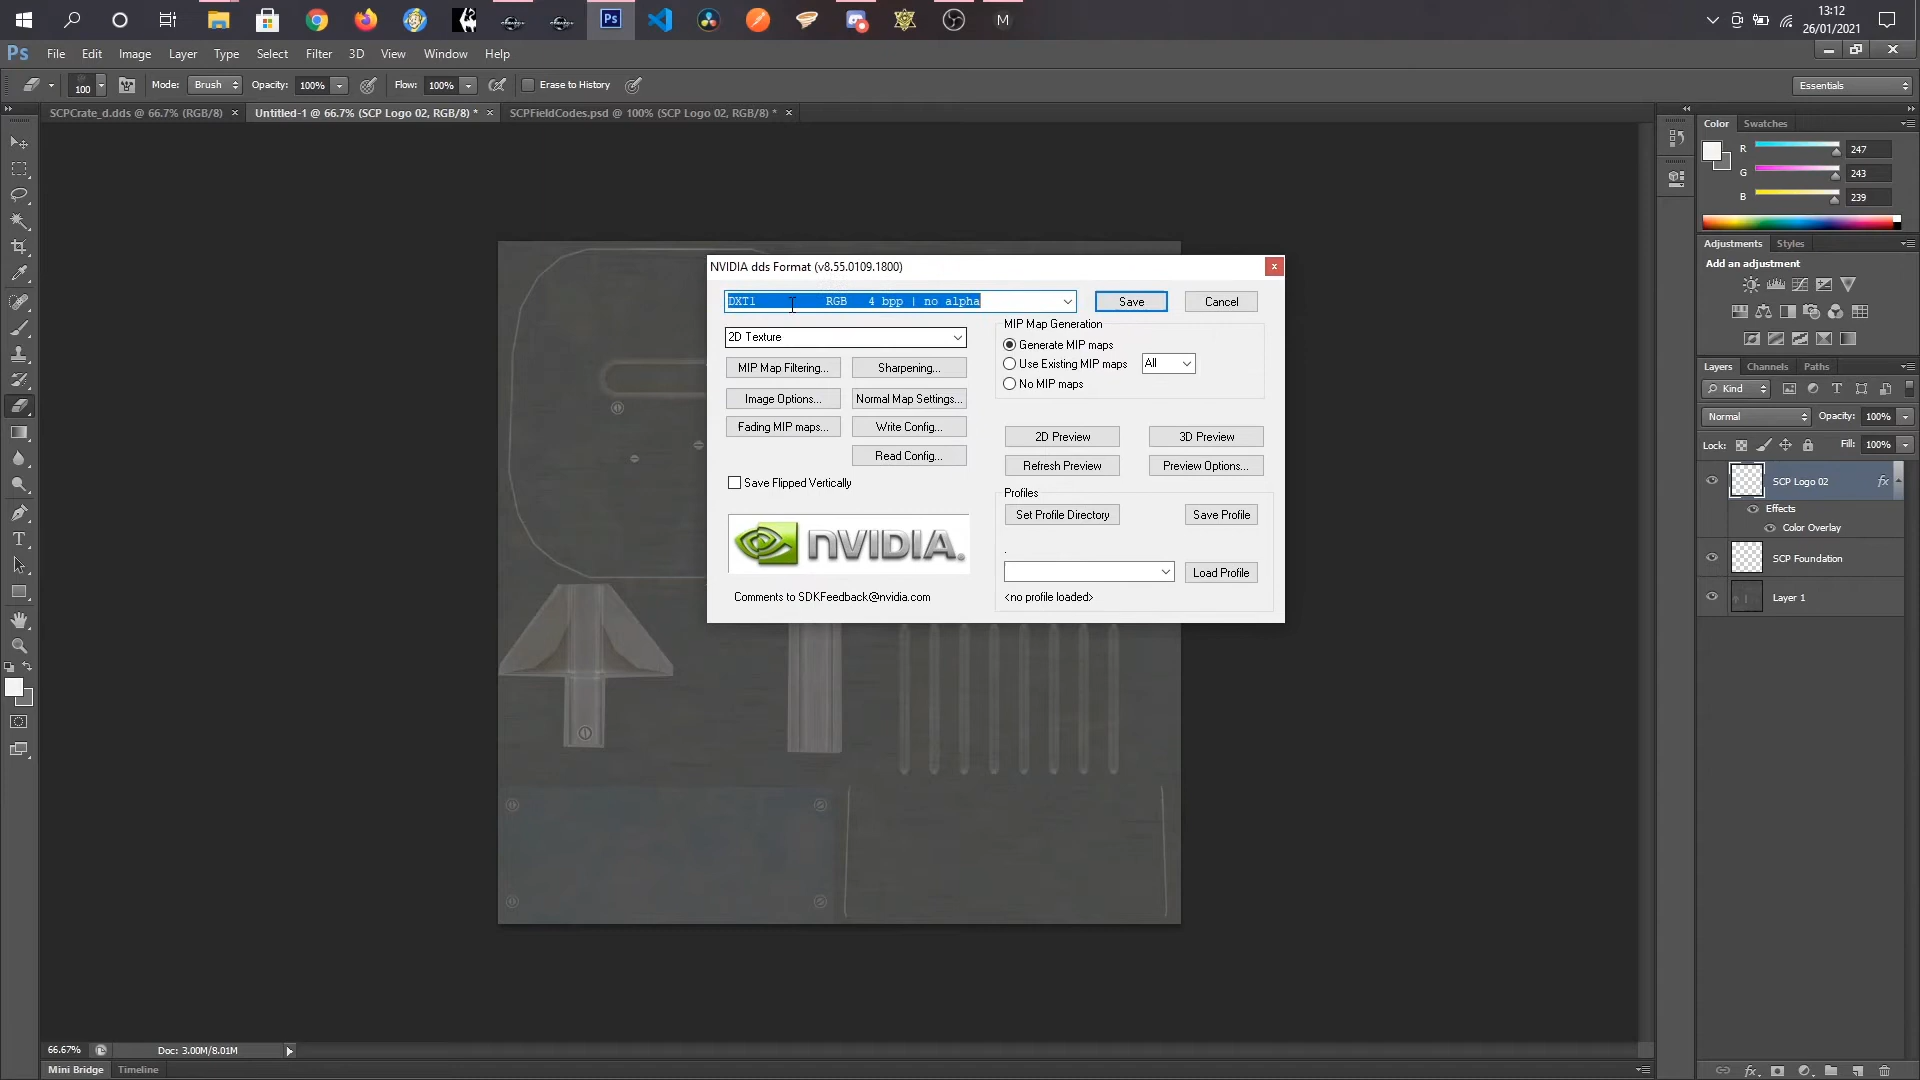 M
13:12
26/01/2021
Ps
File Edit Image Layer Type Select Filter 3D View Window Help
100 Mode: Brush Opacity: 100% Flow: 100% Erase to History Essentials
SCPCrate_d.dds @ 66.7% (RGB/8) × Untitled-1 @ 66.7% (SCP Logo 02, RGB/8) * × SCPFieldCodes.psd @ 100% (SCP Logo 02, RGB/8) * ×
Color Swatches
R 247
G 243
B 239
Adjustments Styles
Add an adjustment
Layers Channels Paths
Kind
Normal Opacity: 100%
Lock: Fill: 100%
SCP Logo 02 fx
Effects
Color Overlay
SCP Foundation
Layer 1
NVIDIA dds Format (v8.55.0109.1800)
DXT1 RGB 4 bpp | no alpha
Save Cancel
2D Texture
MIP Map Generation
Generate MIP maps
Use Existing MIP maps All
No MIP maps
MIP Map Filtering... Sharpening...
Image Options... Normal Map Settings...
Fading MIP maps... Write Config...
Read Config...
2D Preview 3D Preview
Refresh Preview Preview Options...
Save Flipped Vertically
Profiles
Set Profile Directory Save Profile
.
Load Profile
<no profile loaded>
NVIDIA.
Comments to SDKFeedback@nvidia.com
66.67% Doc: 3.00M/8.01M
Mini Bridge Timeline